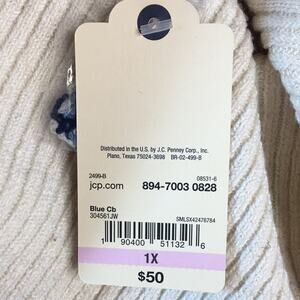 Distributed in the U.S. by J.C. Penney Corp., Inc.
Plano, Texas 75024-3698 BR-02-499-B
2499-B 08531-6
jcp.com 894-7003 0828
Blue Cb
304561JW SMLSX42476784
1 90400 51132 6
1X
$50